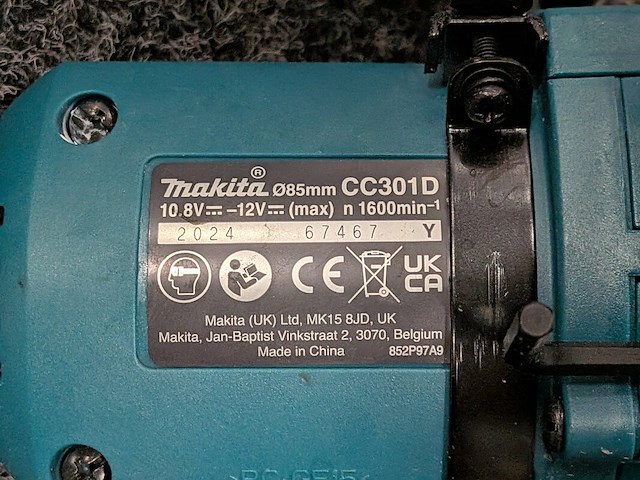 makita® Ø85mm CC301D
10.8V⎓ –12V⎓ (max) n 1600min⁻¹
2024 67467 Y
CE UK CA
Makita (UK) Ltd, MK15 8JD, UK
Makita, Jan-Baptist Vinkstraat 2, 3070, Belgium
Made in China 852P97A9